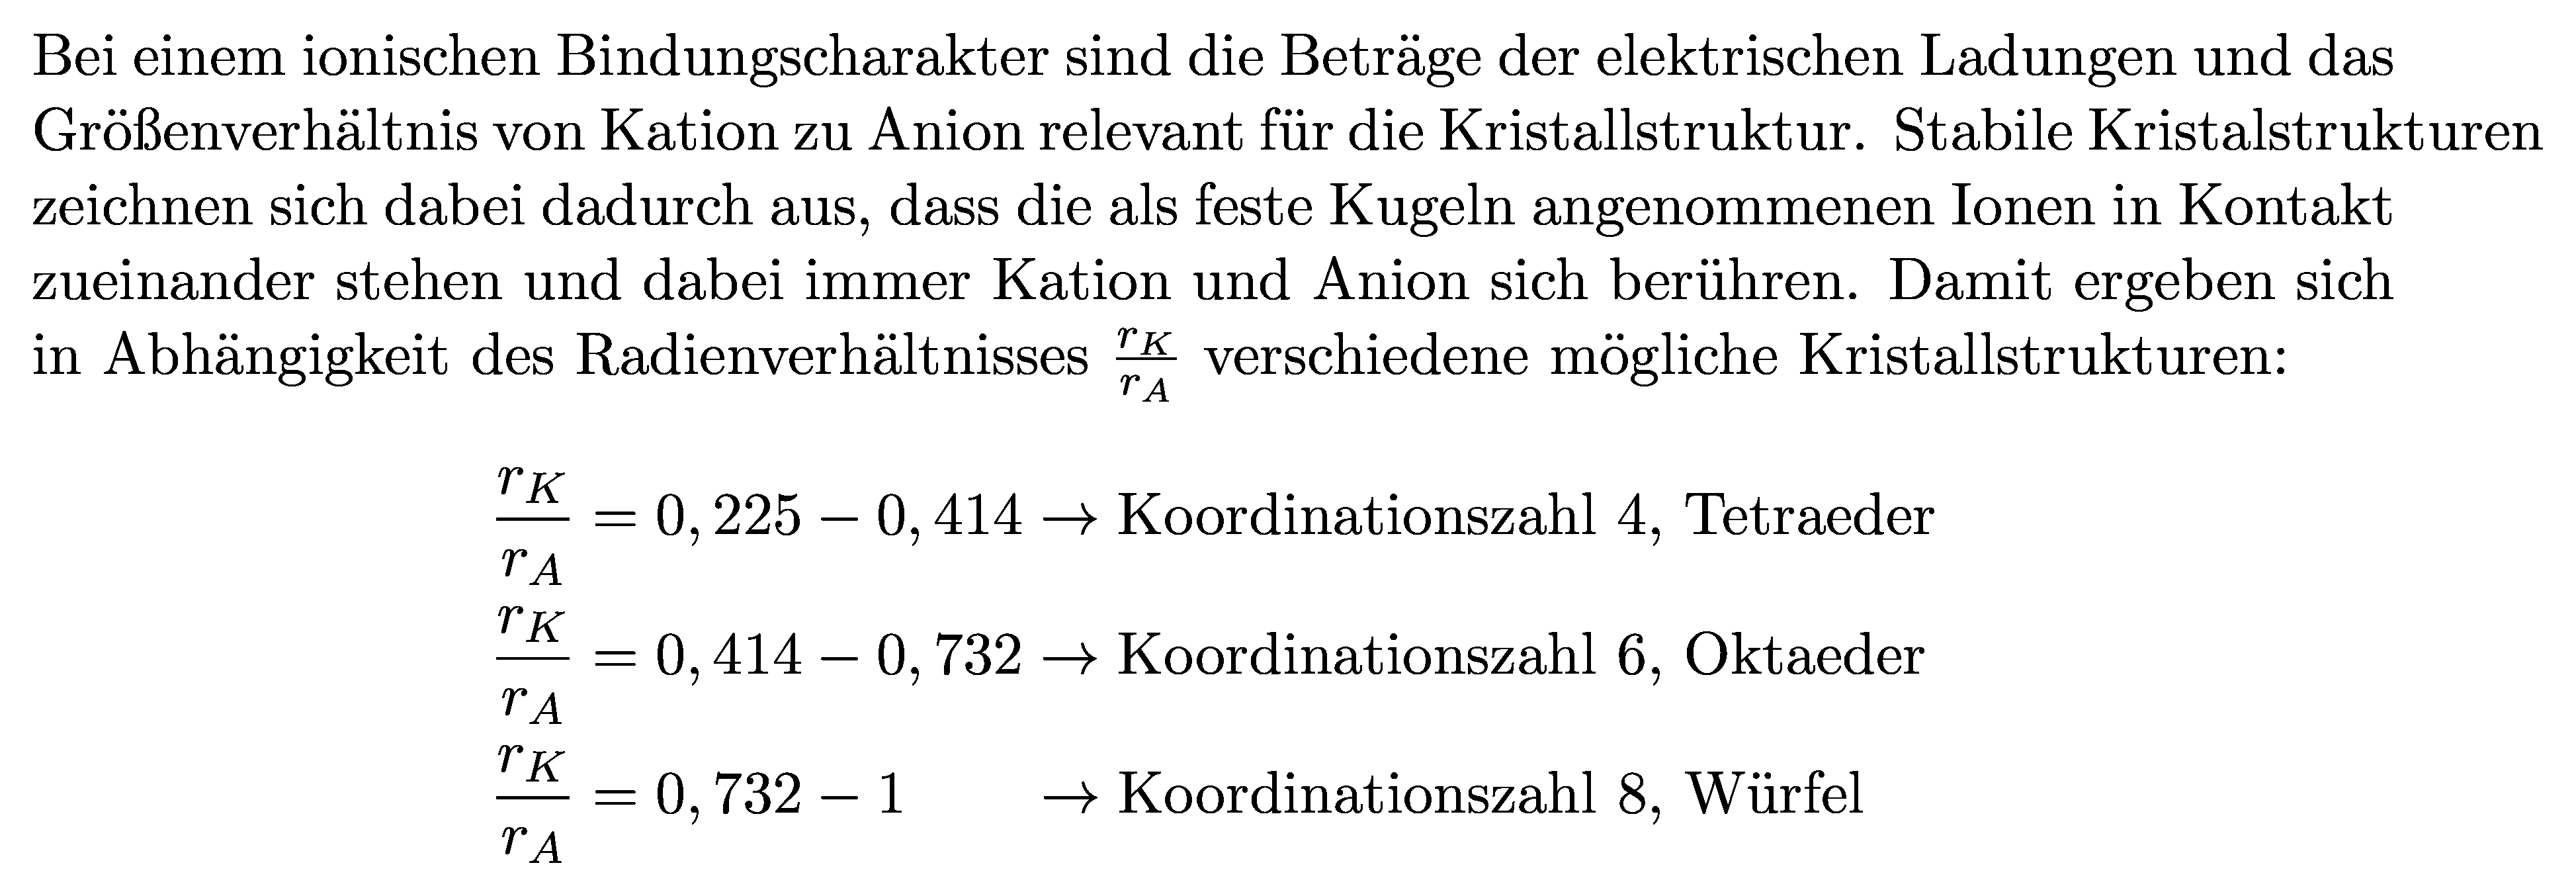 Bei einem ionischen Bindungscharakter sind die Beträge der elektrischen Ladungen und das
Größenverhältnis von Kation zu Anion relevant für die Kristallstruktur. Stabile Kristalstrukturen
zeichnen sich dabei dadurch aus, dass die als feste Kugeln angenommenen Ionen in Kontakt
zueinander stehen und dabei immer Kation und Anion sich berühren. Damit ergeben sich
in Abhängigkeit des Radienverhältnisses $\frac{r_K}{r_A}$ verschiedene mögliche Kristallstrukturen:
$\frac{r_K}{r_A} = 0,225 - 0,414 \rightarrow$ Koordinationszahl 4, Tetraeder
$\frac{r_K}{r_A} = 0,414 - 0,732 \rightarrow$ Koordinationszahl 6, Oktaeder
$\frac{r_K}{r_A} = 0,732 - 1 \rightarrow$ Koordinationszahl 8, Würfel